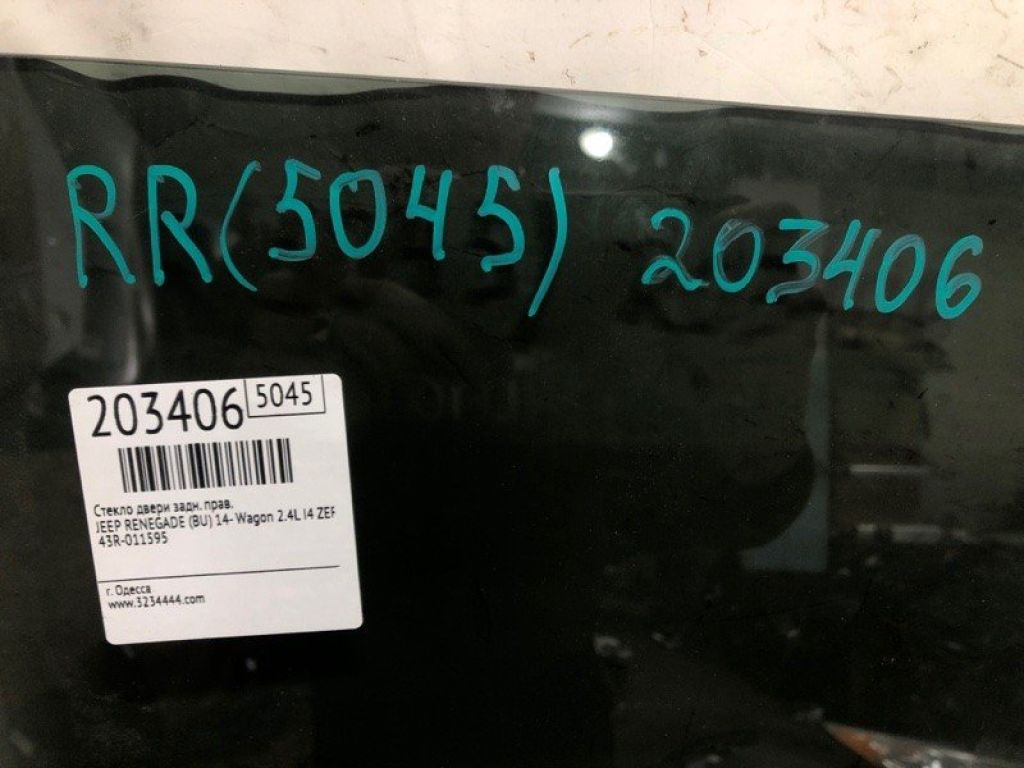 RR (5045) 203406
203406 5045
Стекло двери задн. прав.
JEEP RENEGADE (BU) 14- Wagon 2.4L I4 ZER
43R-011595
г. Одесса
www.3234444.com